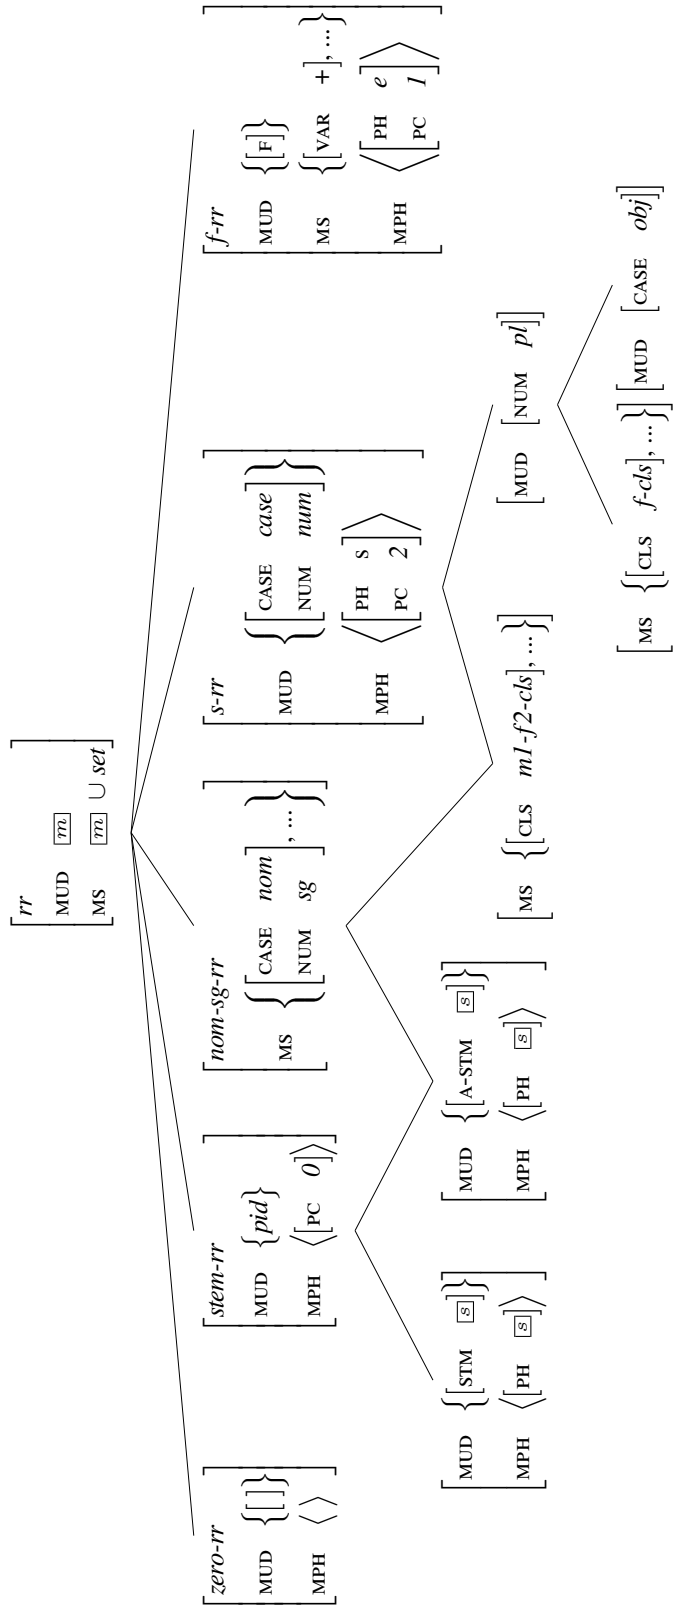 [rr
MUD [m]
MS [m] ∪ set]
[zero-rr
MUD {[ ]}
MPH ⟨⟩]
[stem-rr
MUD {pid}
MPH ⟨[PC 0]⟩]
[nom-sg-rr
MS {[CASE nom
NUM sg], ...}]
[s-rr
MUD {[CASE case
NUM num]}
MPH ⟨[PH s
PC 2]⟩]
[f-rr
MUD {[F]}
MS {[VAR +], ...}
MPH ⟨[PH e
PC 1]⟩]
[MUD {[STM [s]]}
MPH ⟨[PH [s]]⟩]
[MUD {[A-STM [s]]}
MPH ⟨[PH [s]]⟩]
[MS {[CLS m1-f2-cls], ...}]
[MUD [NUM pl]]
[MS {[CLS f-cls], ...}]
[MUD [CASE obj]]